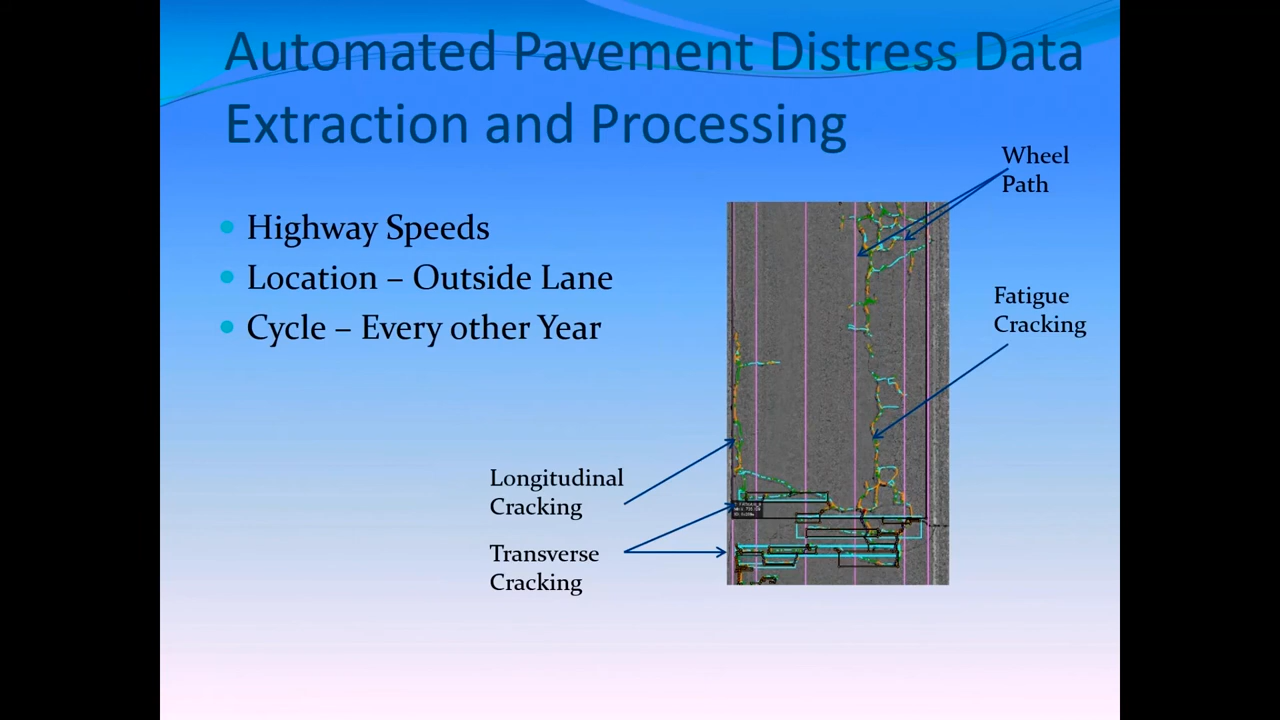 Automated Pavement Distress Data
Extraction and Processing
Wheel
Path
Highway Speeds
Location – Outside Lane
Cycle – Every other Year
Fatigue
Cracking
Longitudinal
Cracking
Transverse
Cracking